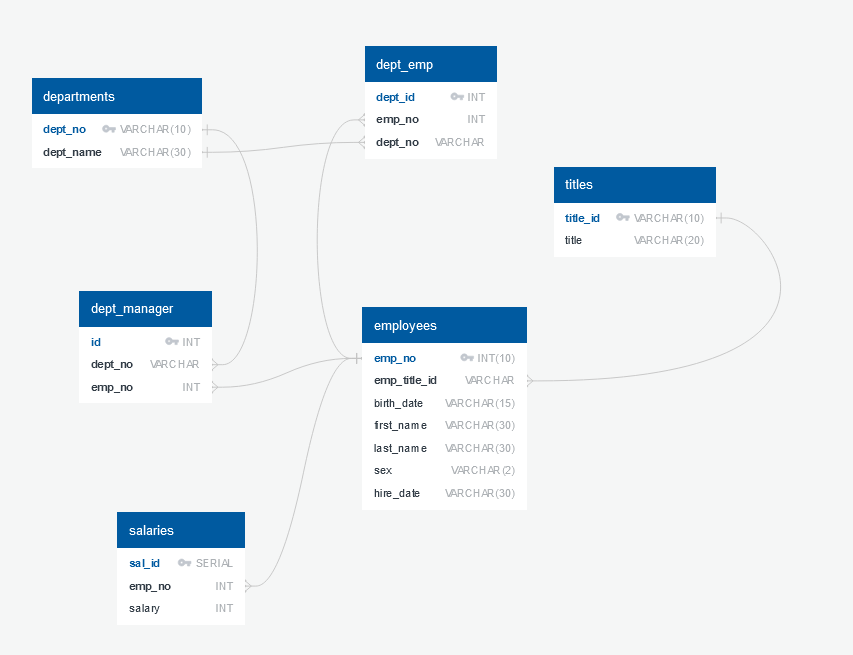 departments
dept_no VARCHAR(10)
dept_name VARCHAR(30)
dept_emp
dept_id INT
emp_no INT
dept_no VARCHAR
titles
title_id VARCHAR(10)
title VARCHAR(20)
dept_manager
id INT
dept_no VARCHAR
emp_no INT
employees
emp_no INT(10)
emp_title_id VARCHAR
birth_date VARCHAR(15)
first_name VARCHAR(30)
last_name VARCHAR(30)
sex VARCHAR(2)
hire_date VARCHAR(30)
salaries
sal_id SERIAL
emp_no INT
salary INT